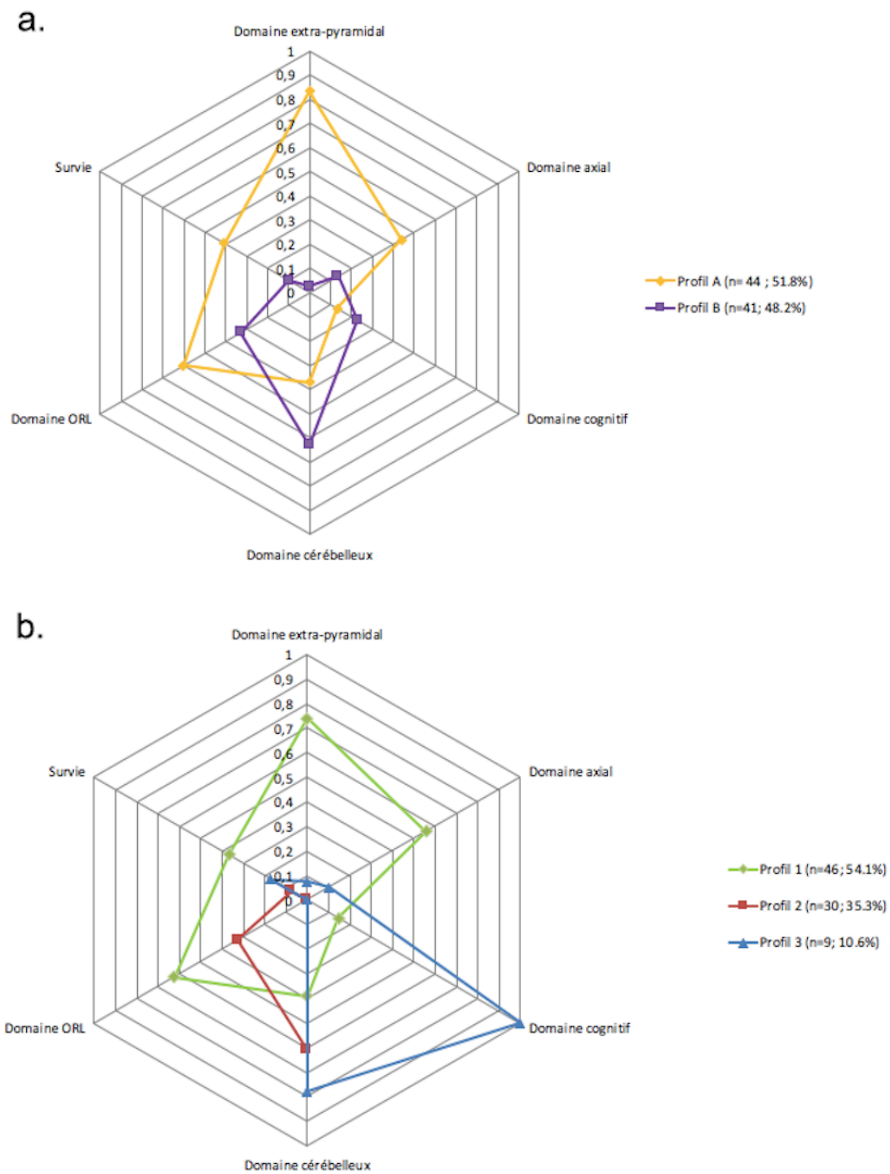 a.
Domaine extra-pyramidal
1
0,9
0,8
0,7
0,6
0,5
0,4
0,3
0,2
0,1
0
Survie
Domaine axial
Profil A (n= 44 ; 51.8%)
Profil B (n=41; 48.2%)
Domaine ORL
Domaine cognitif
Domaine cérébelleux
b.
Domaine extra-pyramidal
1
0,9
0,8
0,7
0,6
0,5
0,4
0,3
0,2
0,1
0
Survie
Domaine axial
Profil 1 (n=46; 54.1%)
Profil 2 (n=30; 35.3%)
Profil 3 (n=9; 10.6%)
Domaine ORL
Domaine cognitif
Domaine cérébelleux